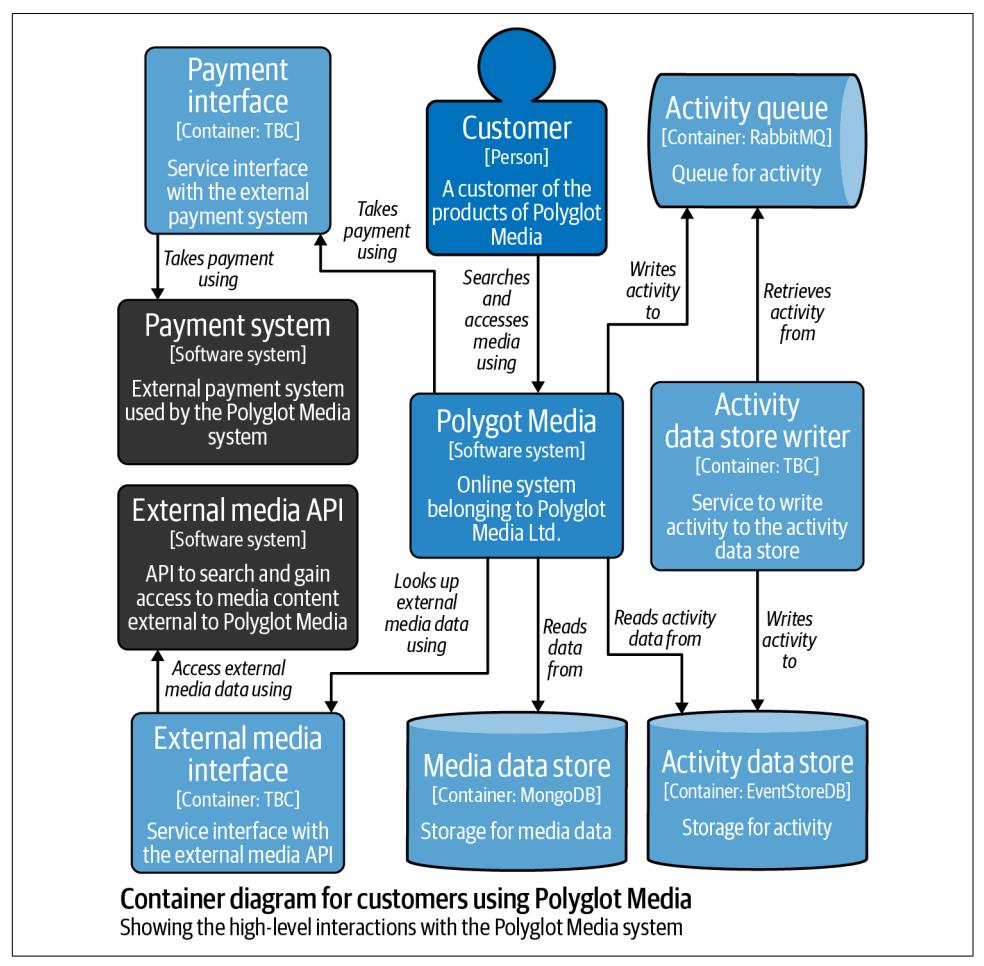 Payment
interface
[Container: TBC]
Service interface
with the external
payment system
Customer
[Person]
A customer of the
products of Polyglot
Media
Activity queue
[Container: RabbitMQ]
Queue for activity
Takes payment
using
Takes
payment
using
Searches
and
accesses
media
using
Writes
activity
to
Retrieves
activity
from
Payment system
[Software system]
External payment system
used by the Polyglot Media
system
Polygot Media
[Software system]
Online system
belonging to Polyglot
Media Ltd.
Activity
data store writer
[Container: TBC]
Service to write
activity to the activity
data store
External media API
[Software system]
API to search and gain
access to media content
external to Polyglot Media
Looks up
external
media data
using
Reads
data
from
Reads activity
data from
Writes
activity
to
Access external
media data using
External media
interface
[Container: TBC]
Service interface with
the external media API
Media data store
[Container: MongoDB]
Storage for media data
Activity data store
[Container: EventStoreDB]
Storage for activity
Container diagram for customers using Polyglot Media
Showing the high-level interactions with the Polyglot Media system